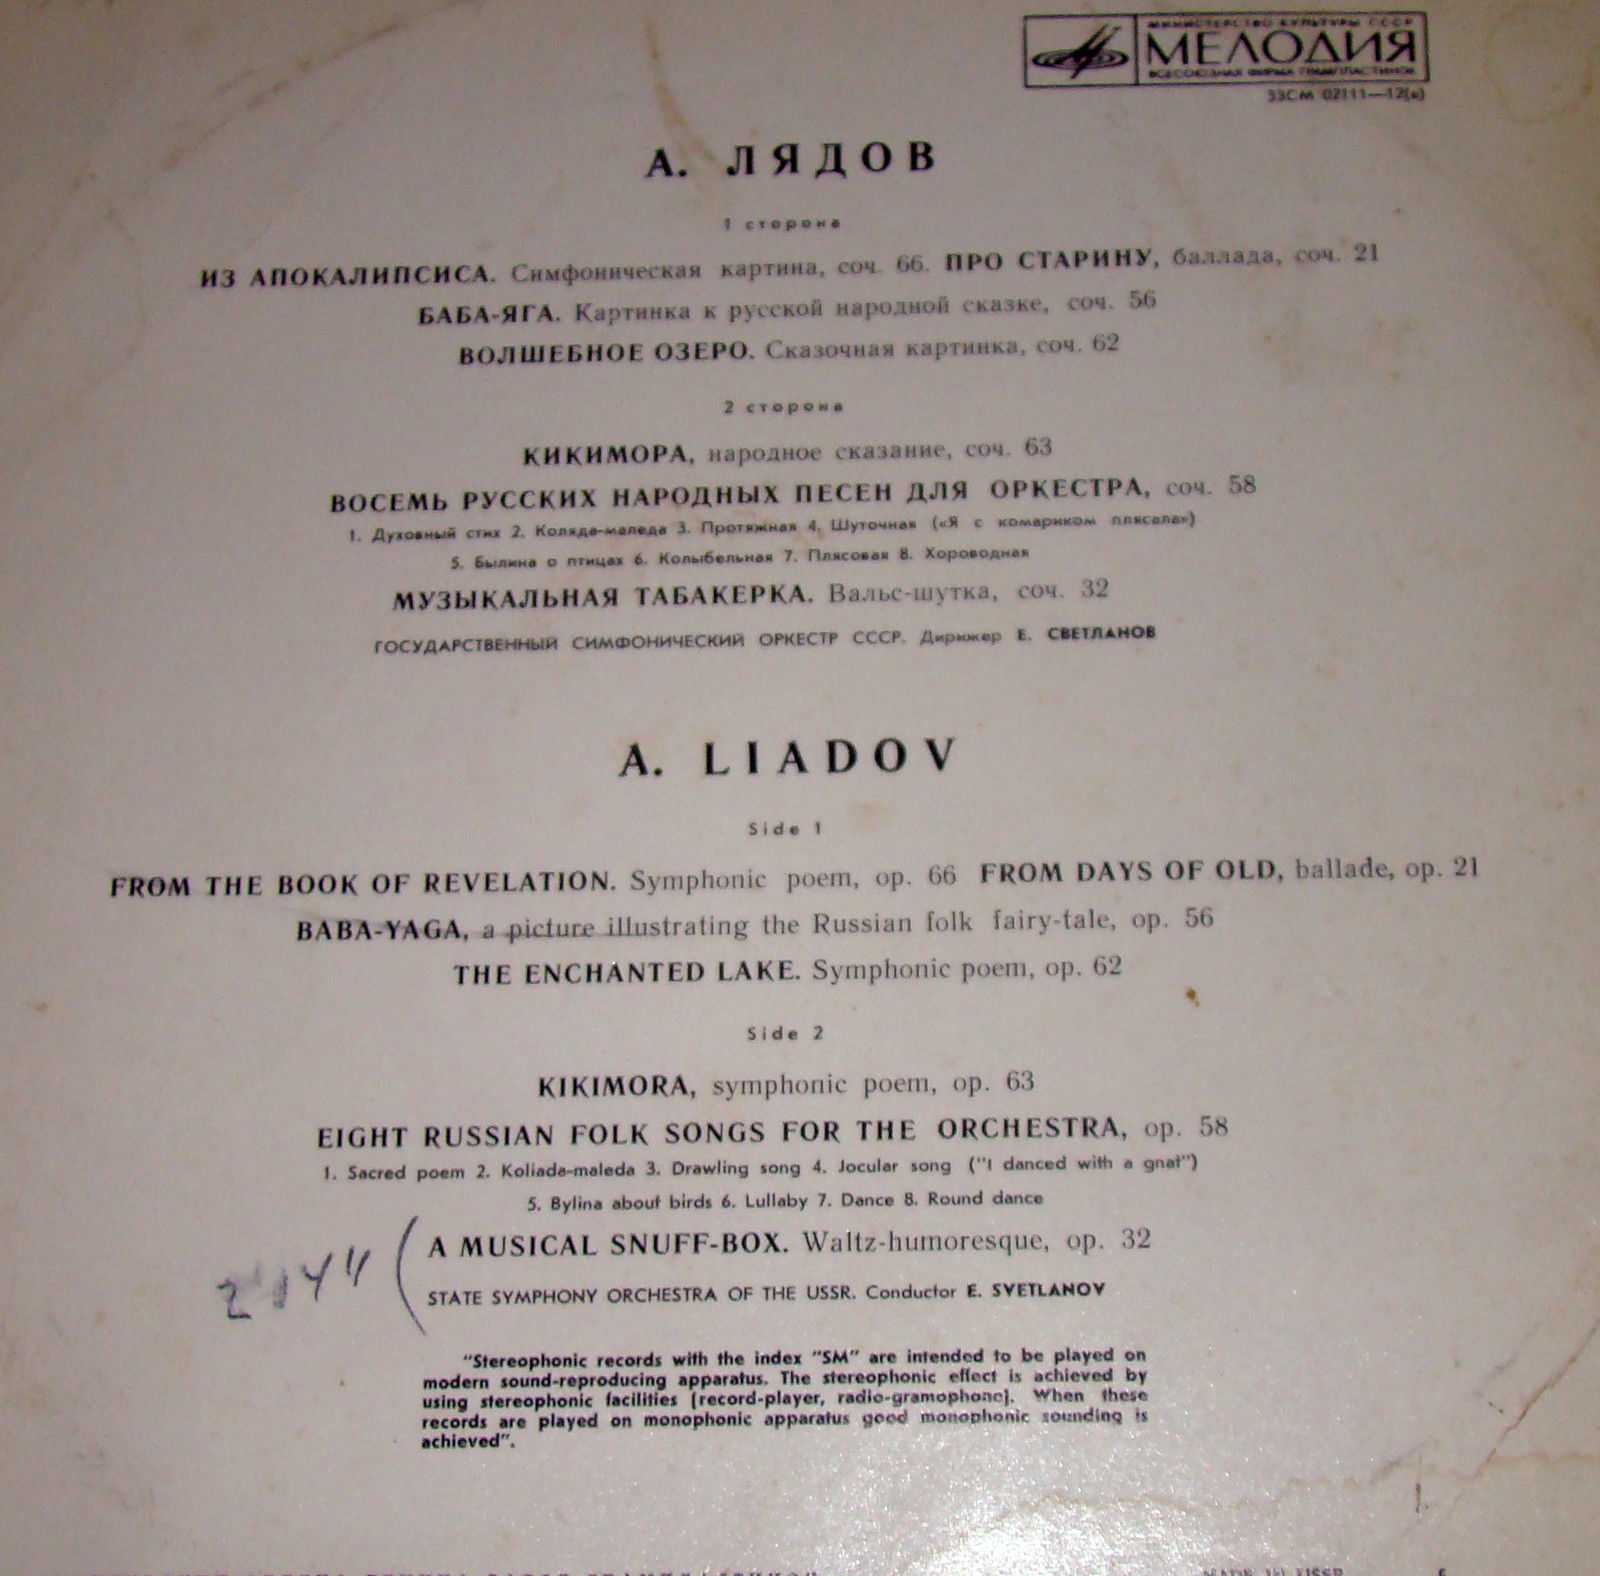 МИНИСТЕРСТВО КУЛЬТУРЫ СССР
МЕЛОДИЯ
ВСЕСОЮЗНАЯ ФИРМА ГРАМПЛАСТИНОК
33СМ 02111—12(а)
А. ЛЯДОВ
1 сторона
ИЗ АПОКАЛИПСИСА. Симфоническая картина, соч. 66. ПРО СТАРИНУ, баллада, соч. 21
БАБА-ЯГА. Картинка к русской народной сказке, соч. 56
ВОЛШЕБНОЕ ОЗЕРО. Сказочная картинка, соч. 62
2 сторона
КИКИМОРА, народное сказание, соч. 63
ВОСЕМЬ РУССКИХ НАРОДНЫХ ПЕСЕН ДЛЯ ОРКЕСТРА, соч. 58
1. Духовный стих 2. Коляда-маледа 3. Протяжная 4. Шуточная («Я с комариком плясала»)
5. Былина о птицах 6. Колыбельная 7. Плясовая 8. Хороводная
МУЗЫКАЛЬНАЯ ТАБАКЕРКА. Вальс-шутка, соч. 32
ГОСУДАРСТВЕННЫЙ СИМФОНИЧЕСКИЙ ОРКЕСТР СССР. Дирижер Е. СВЕТЛАНОВ
A. LIADOV
Side 1
FROM THE BOOK OF REVELATION. Symphonic poem, op. 66 FROM DAYS OF OLD, ballade, op. 21
BABA-YAGA, a picture illustrating the Russian folk fairy-tale, op. 56
THE ENCHANTED LAKE. Symphonic poem, op. 62
Side 2
KIKIMORA, symphonic poem, op. 63
EIGHT RUSSIAN FOLK SONGS FOR THE ORCHESTRA, op. 58
1. Sacred poem 2. Koliada-maleda 3. Drawling song 4. Jocular song ("I danced with a gnat")
5. Bylina about birds 6. Lullaby 7. Dance 8. Round dance
A MUSICAL SNUFF-BOX. Waltz-humoresque, op. 32
STATE SYMPHONY ORCHESTRA OF THE USSR. Conductor E. SVETLANOV
"Stereophonic records with the index "SM" are intended to be played on
modern sound-reproducing apparatus. The stereophonic effect is achieved by
using stereophonic facilities (record-player, radio-gramophone). When these
records are played on monophonic apparatus good monophonic sounding is
achieved".
MADE IN USSR